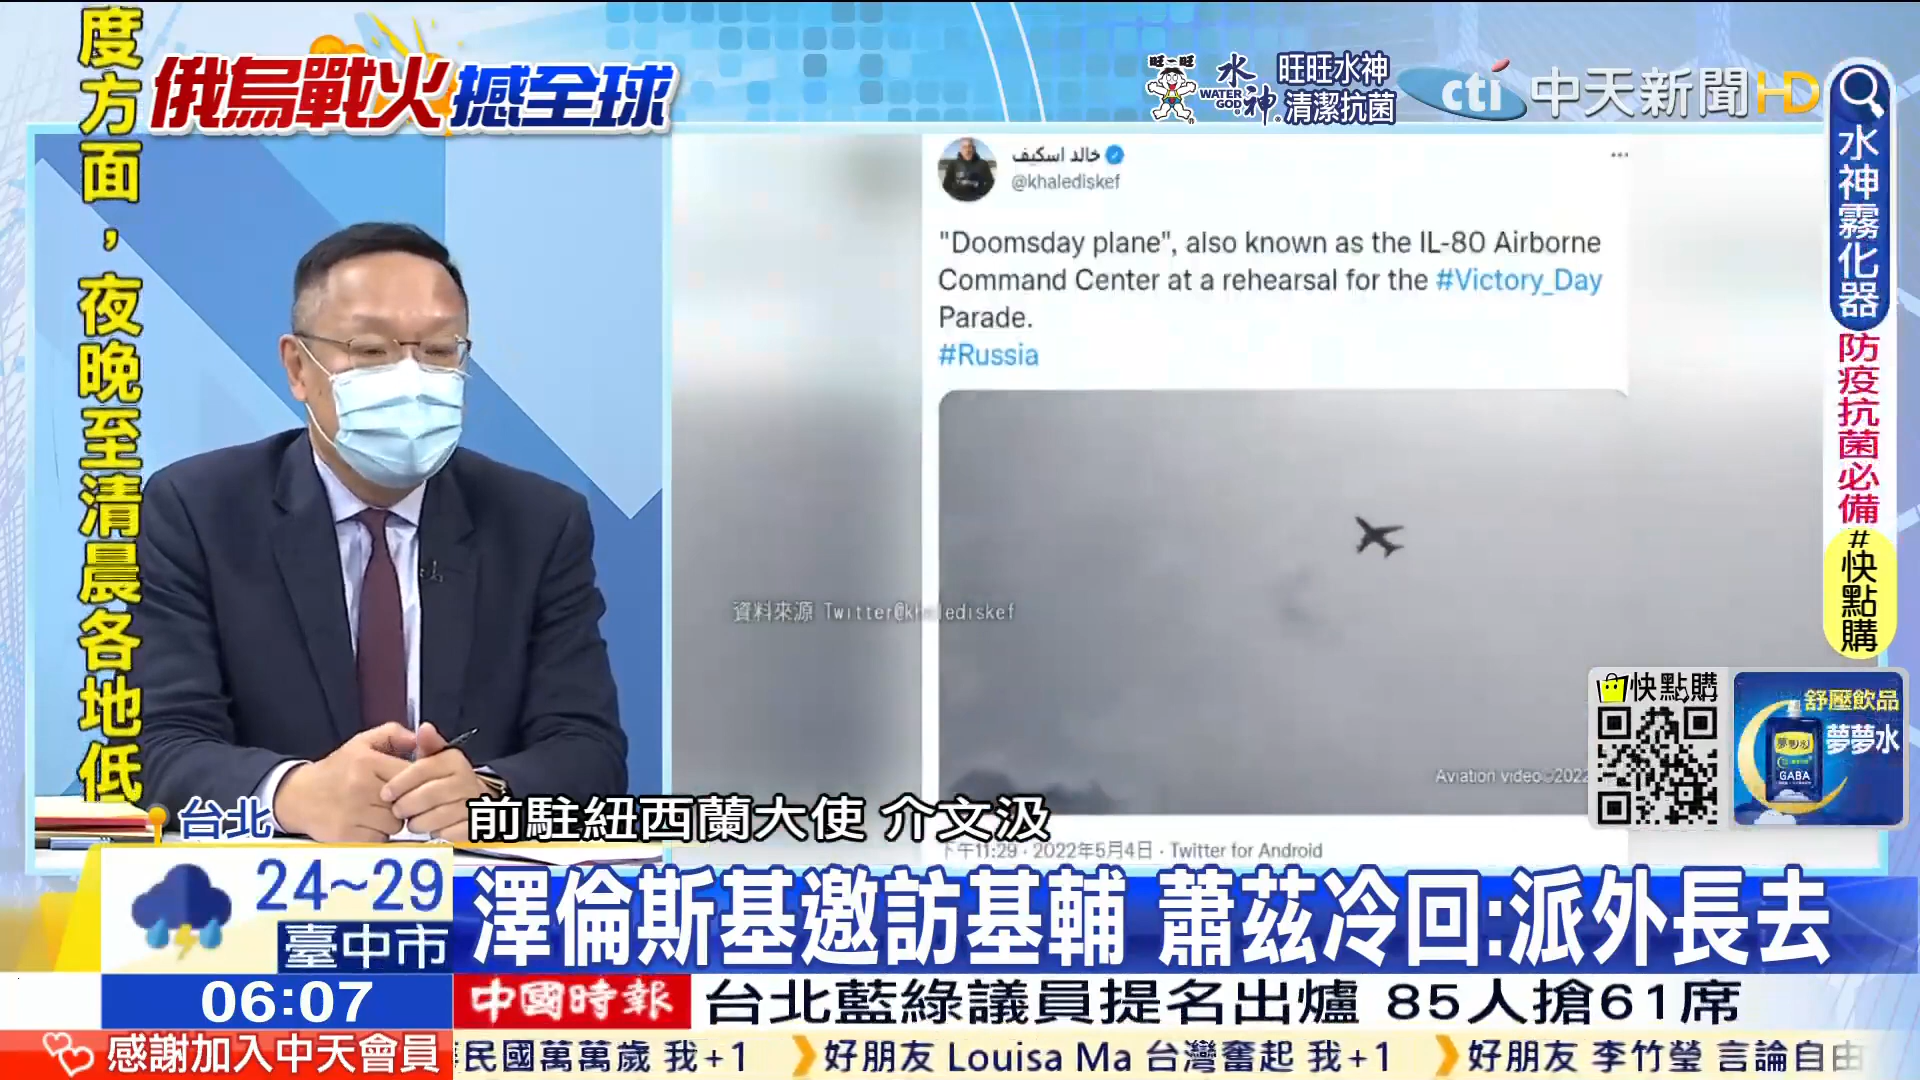 度方面，夜晚至清晨各地低
俄烏戰火撼全球
旺一旺
水神
WATER GOD
旺旺水神
清潔抗菌
cti 中天新聞HD
水神霧化器
防疫抗菌必備
#快點購
خالد اسكيف
@khalediskef
"Doomsday plane", also known as the IL-80 Airborne
Command Center at a rehearsal for the #Victory_Day
Parade.
#Russia
資料來源 Twitter@khalediskef
Aviation video©2022
下午11:29 · 2022年5月4日 · Twitter for Android
快點購
舒壓飲品
夢夢水
夢夢水
GABA
台北
前駐紐西蘭大使 介文汲
24~29
臺中市
澤倫斯基邀訪基輔 蕭茲冷回:派外長去
06:07
中國時報
台北藍綠議員提名出爐 85人搶61席
感謝加入中天會員
民國萬萬歲 我+1
好朋友 Louisa Ma 台灣奮起 我+1
好朋友 李竹瑩 言論自由